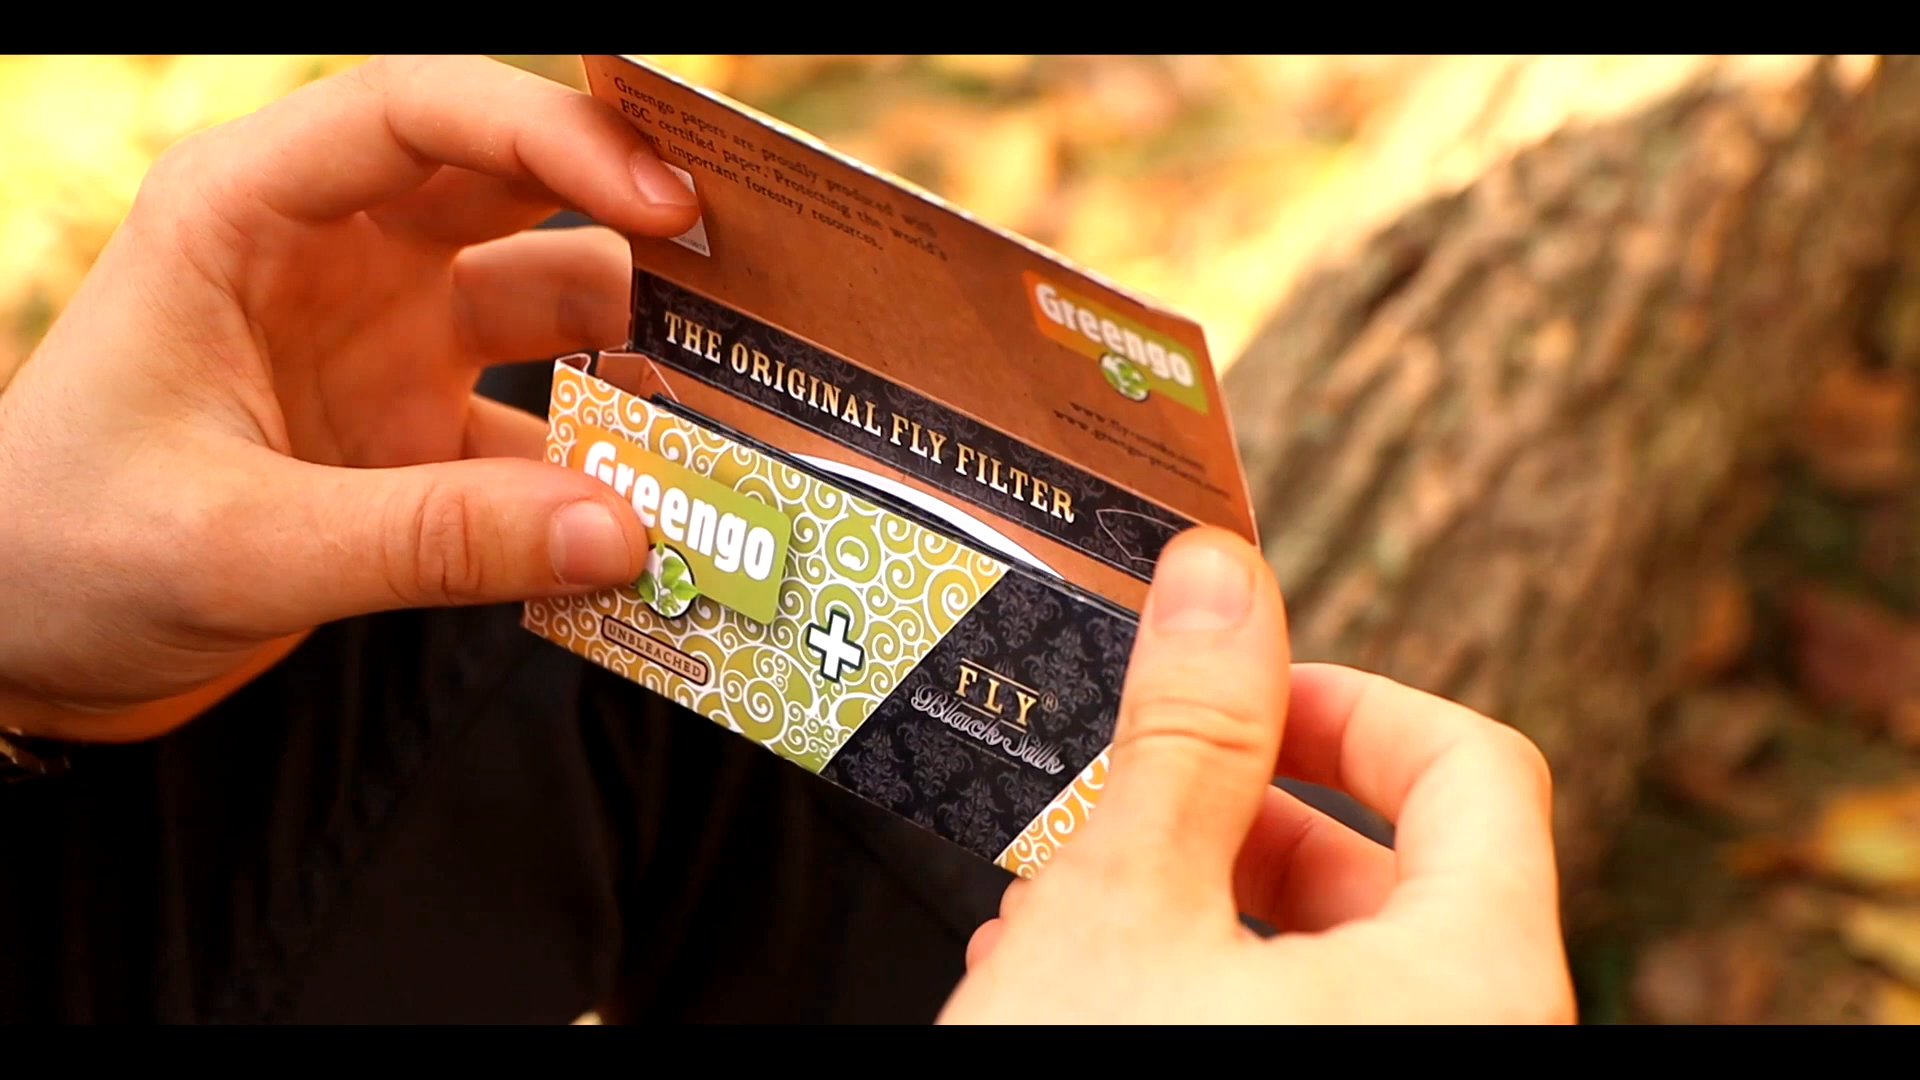 Greengo papers are proudly produced with
FSC certified paper. Protecting the world's
most important forestry resources.
Greengo
THE ORIGINAL FLY FILTER
Greengo
UNBLEACHED
+
FLY®
Black Silk